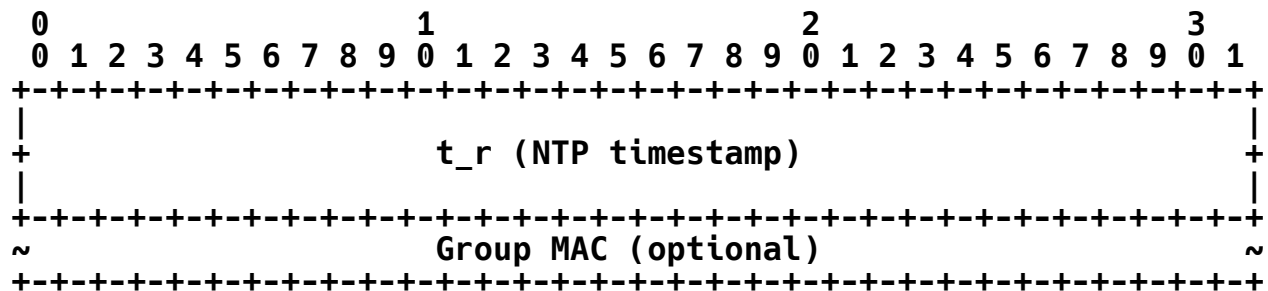 0                   1                   2                   3
 0 1 2 3 4 5 6 7 8 9 0 1 2 3 4 5 6 7 8 9 0 1 2 3 4 5 6 7 8 9 0 1
+-+-+-+-+-+-+-+-+-+-+-+-+-+-+-+-+-+-+-+-+-+-+-+-+-+-+-+-+-+-+-+-+
|                                                               |
+                     t_r (NTP timestamp)                       +
|                                                               |
+-+-+-+-+-+-+-+-+-+-+-+-+-+-+-+-+-+-+-+-+-+-+-+-+-+-+-+-+-+-+-+-+
~                     Group MAC (optional)                      ~
+-+-+-+-+-+-+-+-+-+-+-+-+-+-+-+-+-+-+-+-+-+-+-+-+-+-+-+-+-+-+-+-+